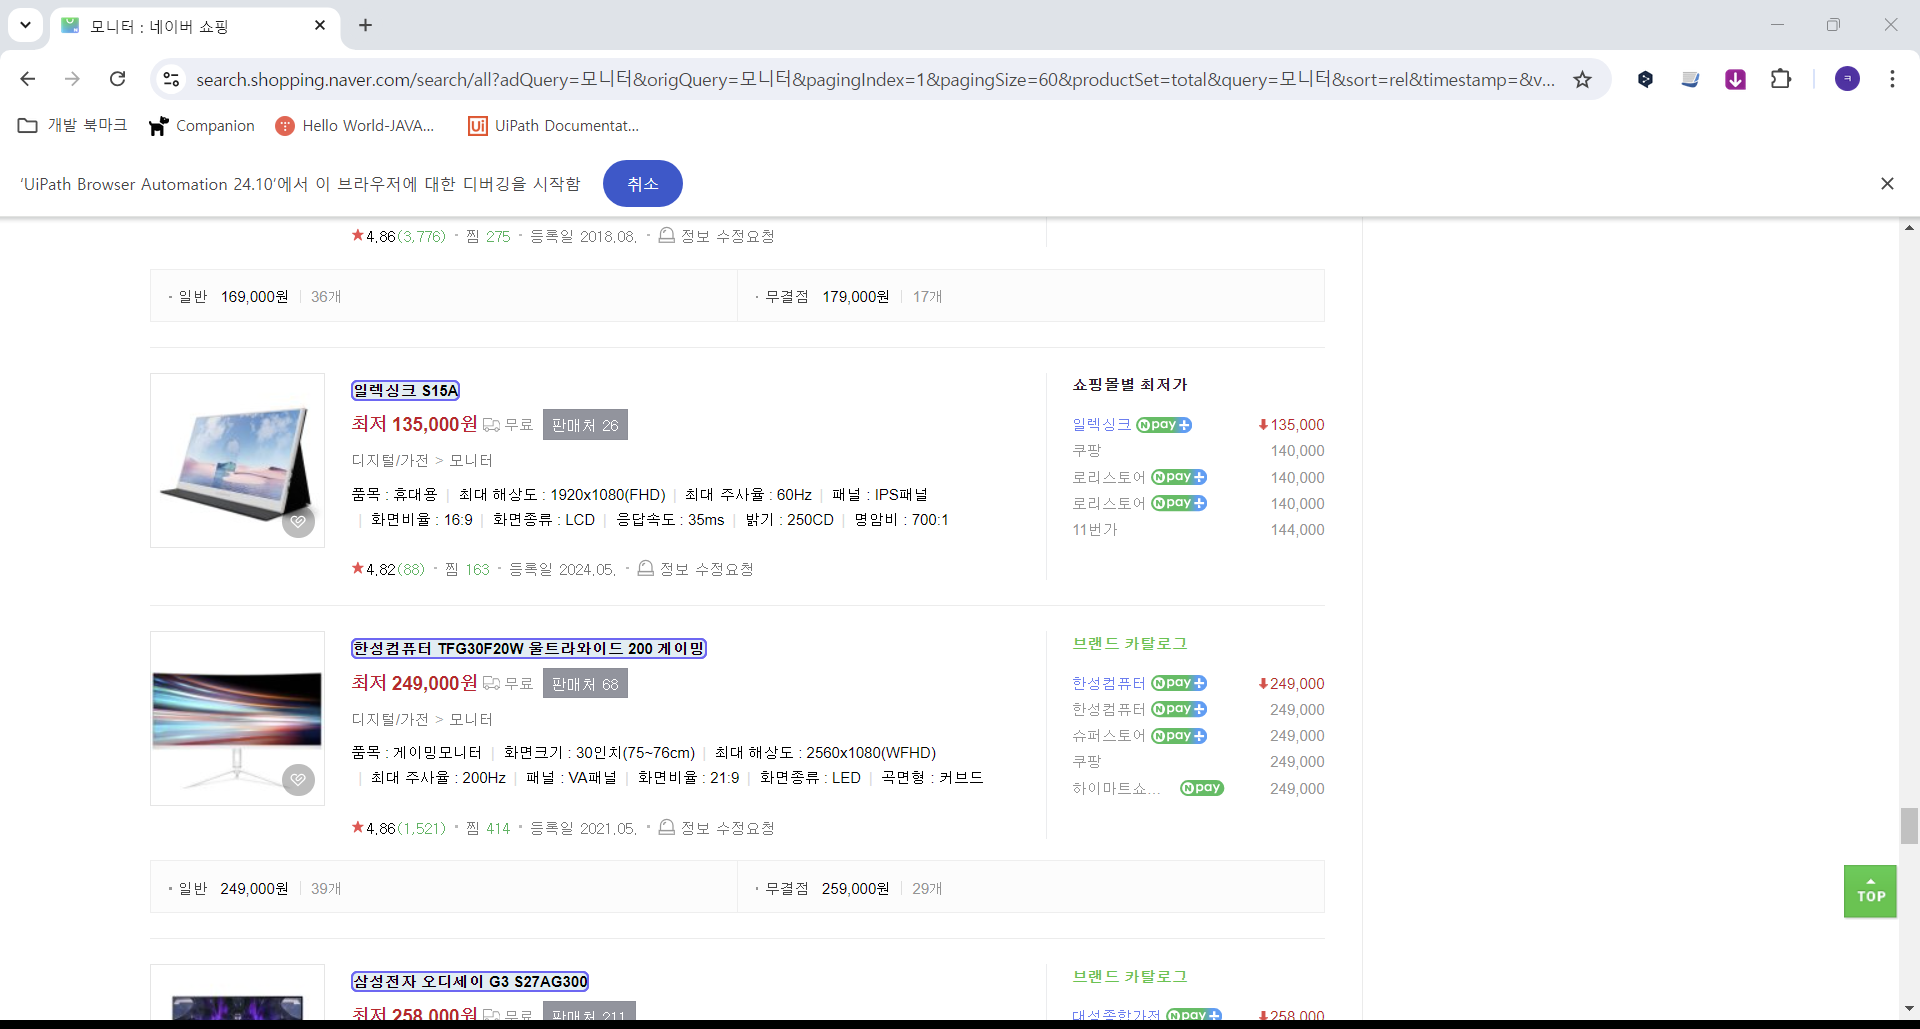 모니터 : 네이버 쇼핑
search.shopping.naver.com/search/all?adQuery=모니터&origQuery=모니터&pagingIndex=1&pagingSize=60&productSet=total&query=모니터&sort=rel&timestamp=&v...
ㅋ
개발 북마크
Companion
Hello World-JAVA...
UiPath Documentat...
'UiPath Browser Automation 24.10'에서 이 브라우저에 대한 디버깅을 시작함
취소
★4.86(3,776) · 찜 275 · 등록일 2018.08. · 정보 수정요청
· 일반 169,000원 | 36개
· 무결점 179,000원 | 17개
일렉싱크 S15A
최저 135,000원 무료 판매처 26
디지털/가전 > 모니터
품목 : 휴대용 | 최대 해상도 : 1920x1080(FHD) | 최대 주사율 : 60Hz | 패널 : IPS패널
| 화면비율 : 16:9 | 화면종류 : LCD | 응답속도 : 35ms | 밝기 : 250CD | 명암비 : 700:1
★4.82(88) · 찜 163 · 등록일 2024.05. · 정보 수정요청
쇼핑몰별 최저가
일렉싱크 N pay+ 135,000
쿠팡 140,000
로리스토어 N pay+ 140,000
로리스토어 N pay+ 140,000
11번가 144,000
한성컴퓨터 TFG30F20W 울트라와이드 200 게이밍
최저 249,000원 무료 판매처 68
디지털/가전 > 모니터
품목 : 게이밍모니터 | 화면크기 : 30인치(75~76cm) | 최대 해상도 : 2560x1080(WFHD)
| 최대 주사율 : 200Hz | 패널 : VA패널 | 화면비율 : 21:9 | 화면종류 : LED | 곡면형 : 커브드
★4.86(1,521) · 찜 414 · 등록일 2021.05. · 정보 수정요청
브랜드 카탈로그
한성컴퓨터 N pay+ 249,000
한성컴퓨터 N pay+ 249,000
슈퍼스토어 N pay+ 249,000
쿠팡 249,000
하이마트쇼... N pay 249,000
· 일반 249,000원 | 39개
· 무결점 259,000원 | 29개
TOP
삼성전자 오디세이 G3 S27AG300
최저 258,000원 무료 판매처 211
브랜드 카탈로그
대성종합가전 N pay+ 258,000